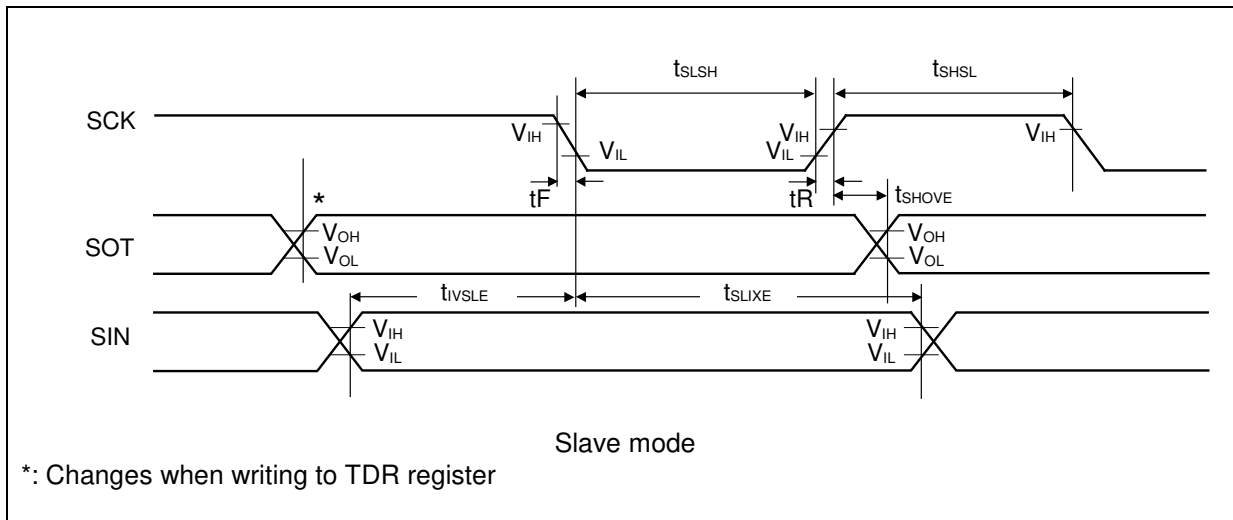 tSLSH tSHSL
SCK VIH VIL VIH VIL VIH
tF tR tSHOVE
*
SOT VOH VOL VOH VOL
tIVSLE tSLIXE
SIN VIH VIL VIH VIL
Slave mode
*: Changes when writing to TDR register